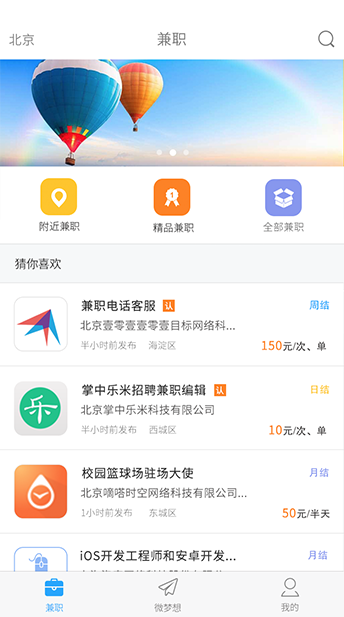 北京
兼职
附近兼职
精品兼职
全部兼职
猜你喜欢
兼职电话客服 认
周结
北京壹零壹壹零壹目标网络科...
半小时前发布 海淀区
150元/次、单
乐
掌中乐米招聘兼职编辑 认
日结
北京掌中乐米科技有限公司
半小时前发布 西城区
10元/次、单
校园篮球场驻场大使
月结
北京嘀嗒时空网络科技有限公司...
1小时前发布 东城区
50元/半天
iOS开发工程师和安卓开发...
月结
兼职
微梦想
我的